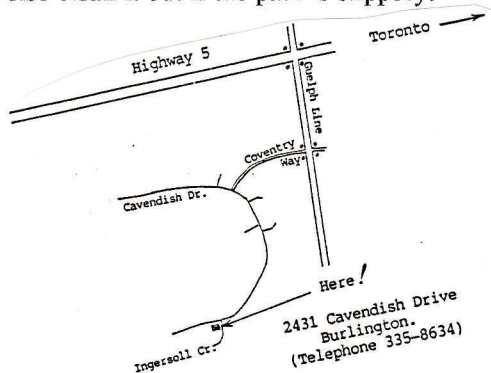 Toronto
Highway 5
Guelph Line
Coventry
Way
Cavendish Dr.
Here!
2431 Cavendish Drive
Burlington.
(Telephone 335-8634)
Ingersoll Cr.